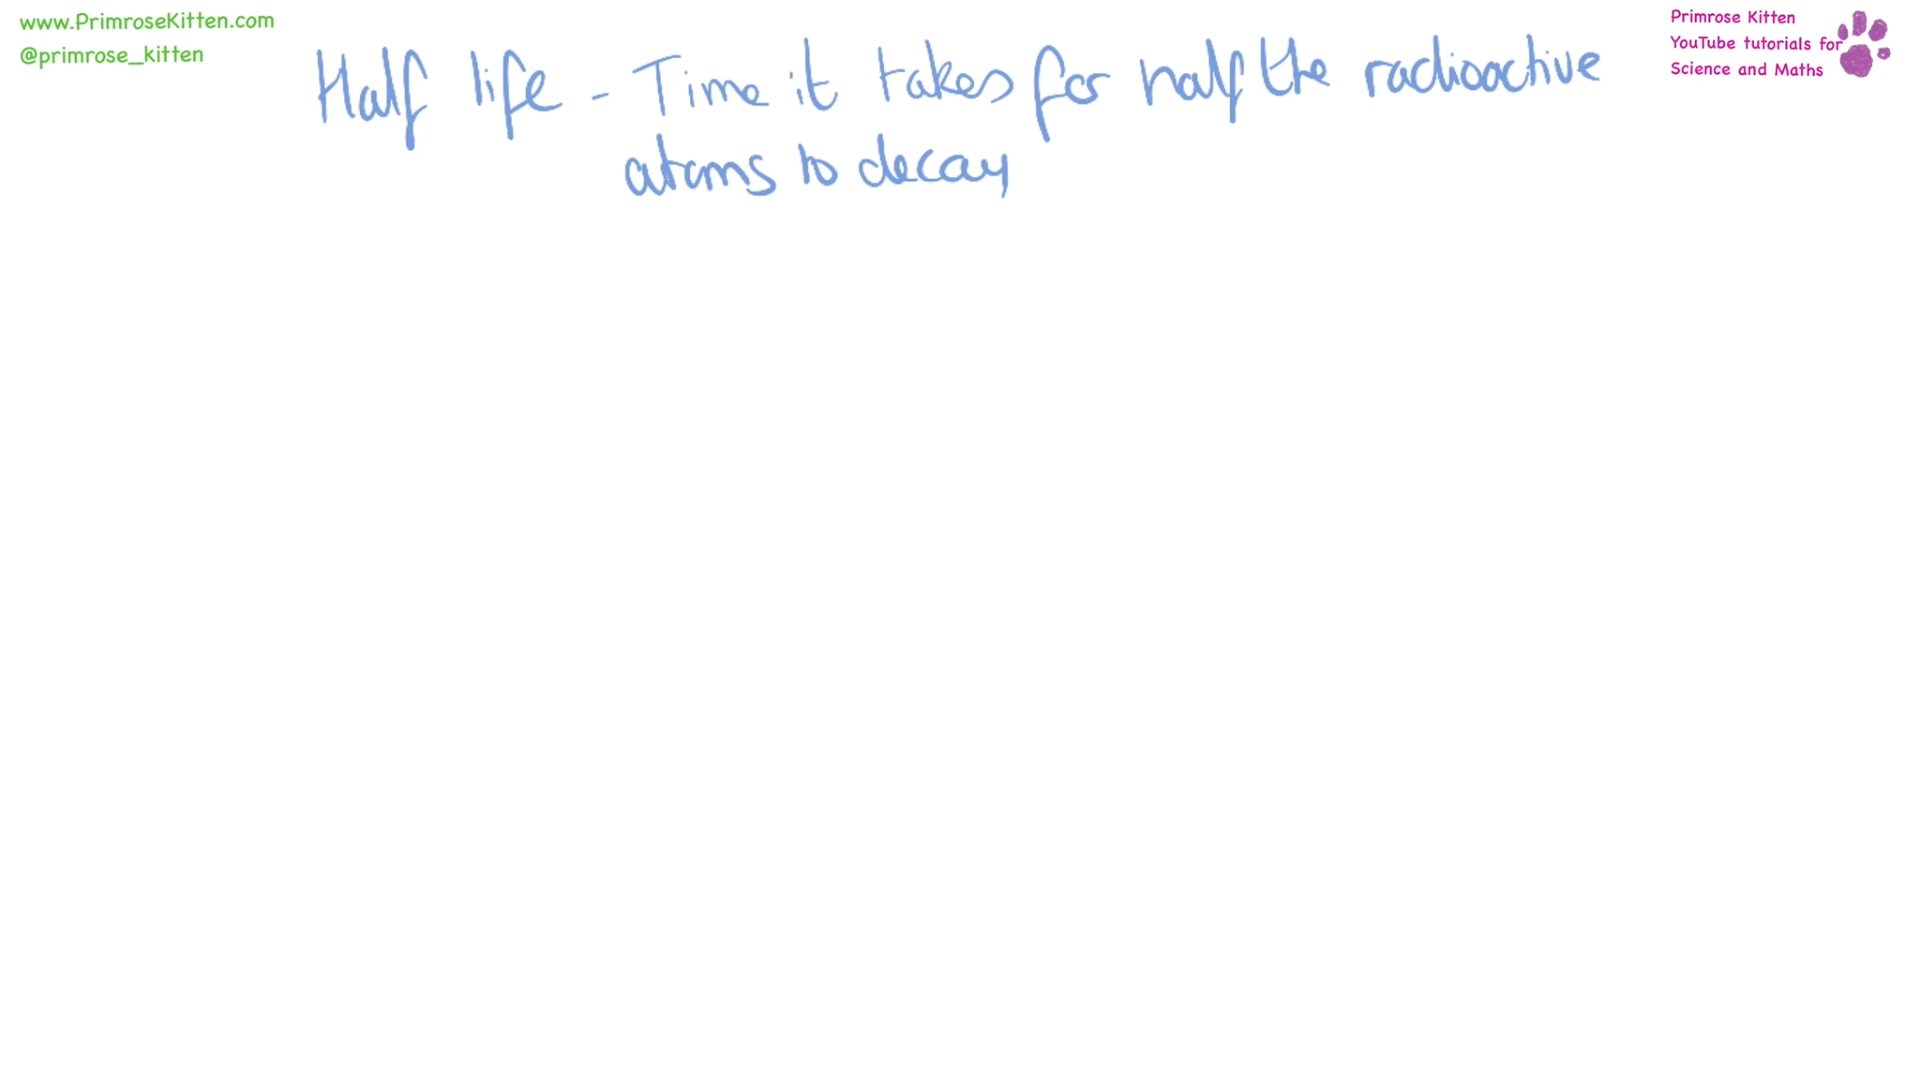 www.PrimroseKitten.com
@primrose_kitten
Primrose Kitten
YouTube tutorials for
Science and Maths
Half life - Time it takes for half the radioactive
atoms to decay